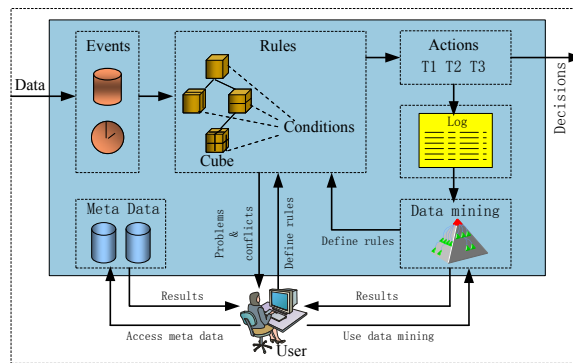 Events
Rules
Actions
T1 T2 T3
Data
Decisions
Conditions
Cube
Log
Meta Data
Problems
&
conflicts
Define rules
Define rules
Data mining
Results
Results
Access meta data
Use data mining
User